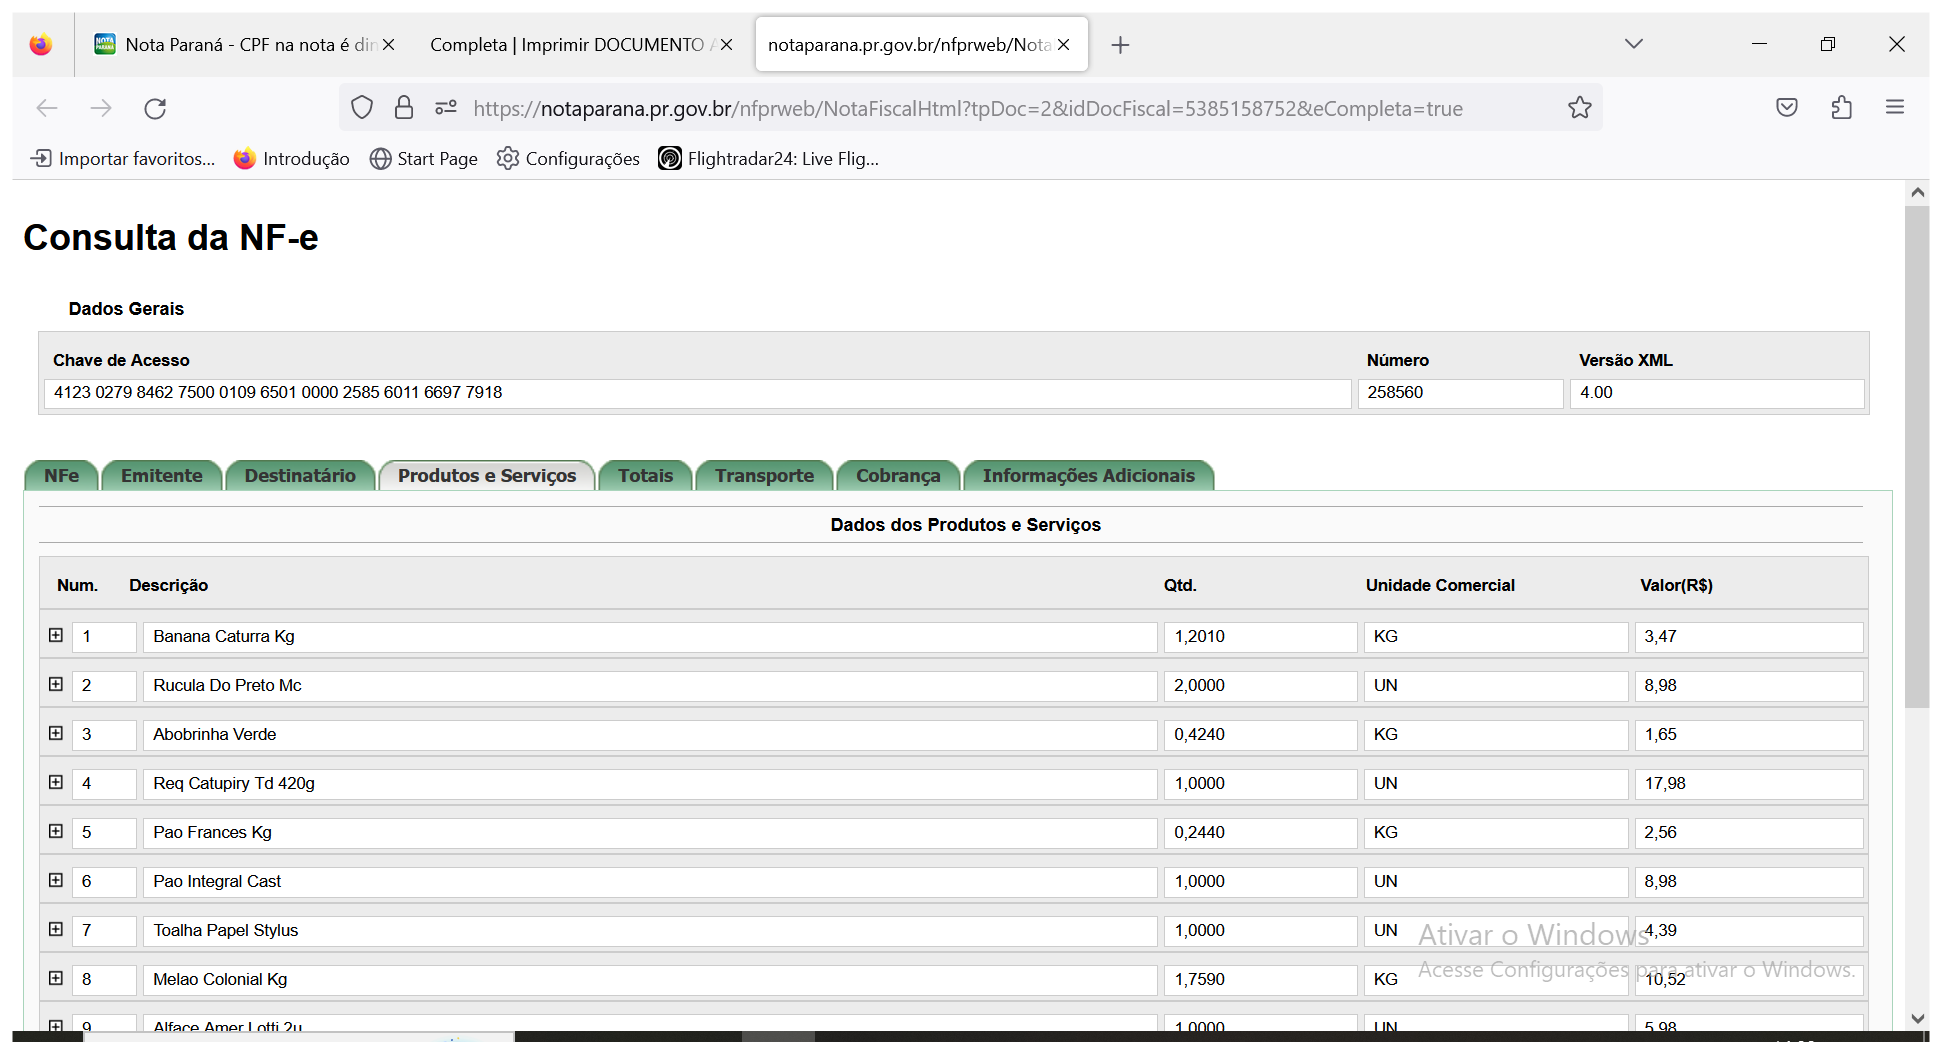 Nota Paraná - CPF na nota é din
Completa | Imprimir DOCUMENTO A
notaparana.pr.gov.br/nfprweb/Nota
https://notaparana.pr.gov.br/nfprweb/NotaFiscalHtml?tpDoc=2&idDocFiscal=5385158752&eCompleta=true
Importar favoritos... Introdução Start Page Configurações Flightradar24: Live Flig...
Consulta da NF-e
Dados Gerais
Chave de Acesso Número Versão XML
4123 0279 8462 7500 0109 6501 0000 2585 6011 6697 7918 258560 4.00
NFe Emitente Destinatário Produtos e Serviços Totais Transporte Cobrança Informações Adicionais
Dados dos Produtos e Serviços
Num. Descrição Qtd. Unidade Comercial Valor(R$)
1 Banana Caturra Kg 1,2010 KG 3,47
2 Rucula Do Preto Mc 2,0000 UN 8,98
3 Abobrinha Verde 0,4240 KG 1,65
4 Req Catupiry Td 420g 1,0000 UN 17,98
5 Pao Frances Kg 0,2440 KG 2,56
6 Pao Integral Cast 1,0000 UN 8,98
7 Toalha Papel Stylus 1,0000 UN 4,39
8 Melao Colonial Kg 1,7590 KG 10,52
9 Alface Amer Lotti 2u 1,0000 UN 5,98
Ativar o Windows
Acesse Configurações para ativar o Windows.